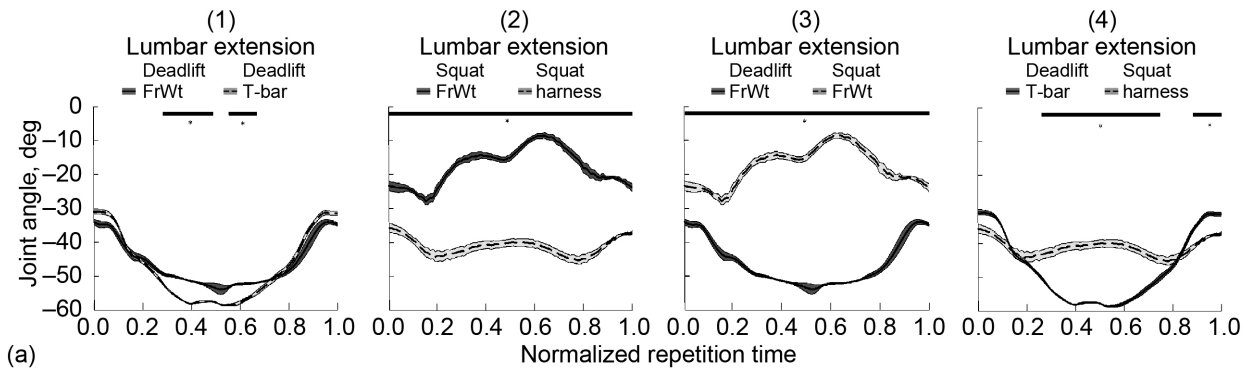 (1) (2) (3) (4)
Lumbar extension Lumbar extension Lumbar extension Lumbar extension
Deadlift Deadlift Squat Squat Deadlift Squat Deadlift Squat
FrWt T-bar FrWt harness FrWt FrWt T-bar harness
Joint angle, deg
0
* * * * * *
–10
–20
–30
–40
–50
–60
0.0 0.2 0.4 0.6 0.8 1.0 0.0 0.2 0.4 0.6 0.8 1.0 0.0 0.2 0.4 0.6 0.8 1.0 0.0 0.2 0.4 0.6 0.8 1.0
(a) Normalized repetition time